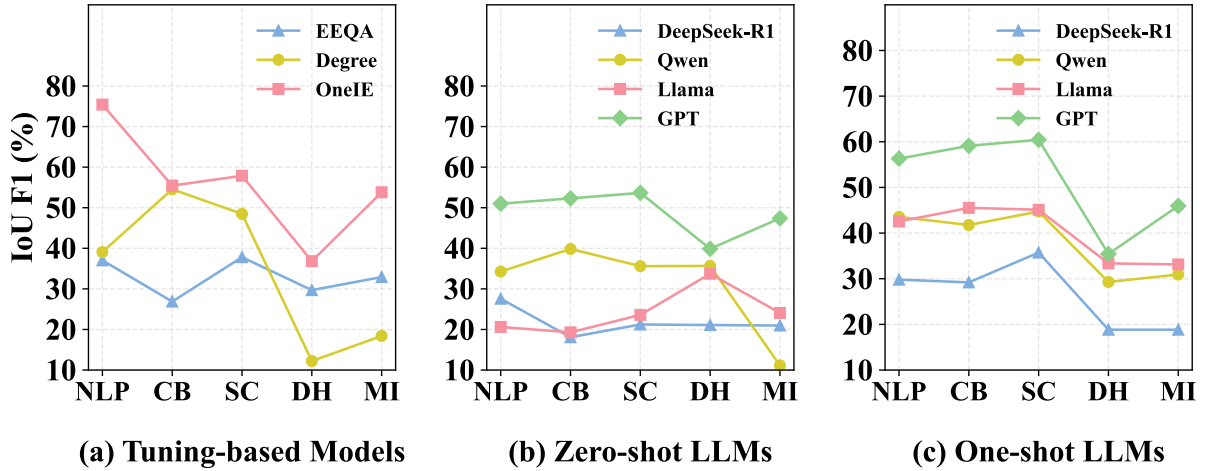 IoU F1 (%)
80
70
60
50
40
30
20
10
NLP CB SC DH MI
EEQA
Degree
OneIE
(a) Tuning-based Models
80
70
60
50
40
30
20
10
NLP CB SC DH MI
DeepSeek-R1
Qwen
Llama
GPT
(b) Zero-shot LLMs
80
70
60
50
40
30
20
10
NLP CB SC DH MI
DeepSeek-R1
Qwen
Llama
GPT
(c) One-shot LLMs